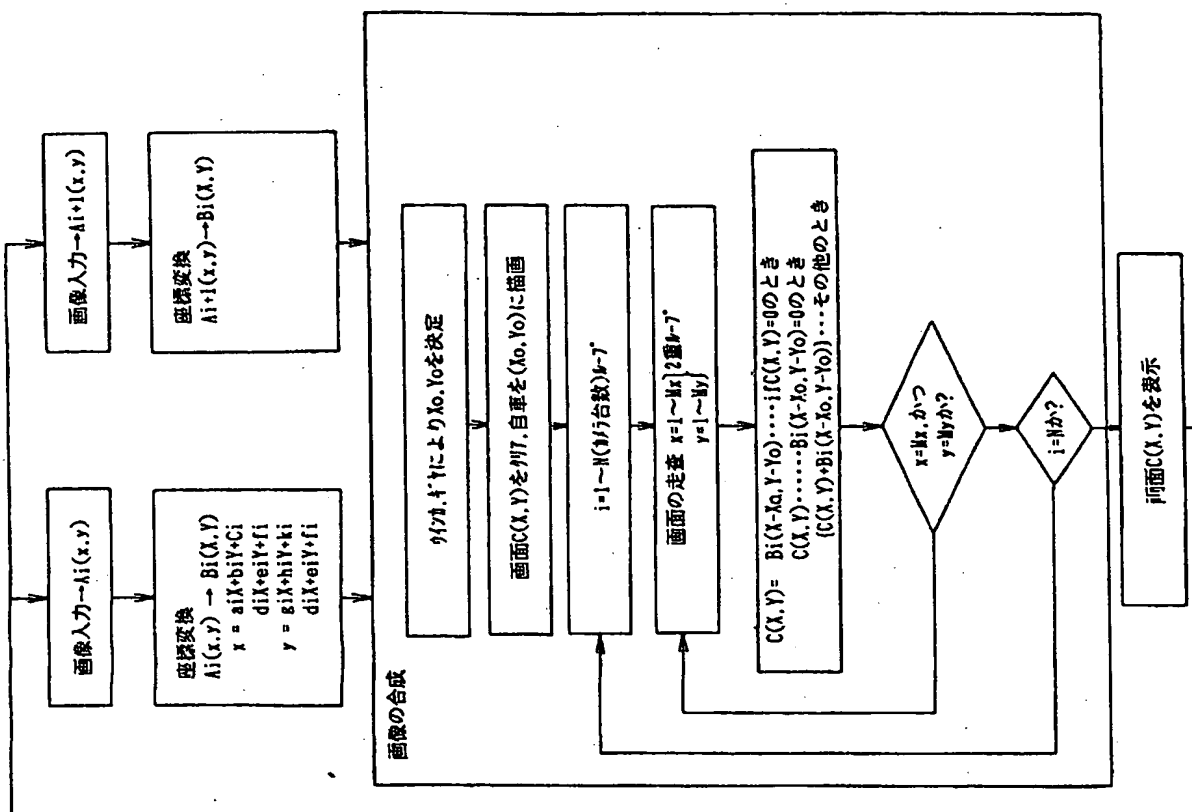 画像入力→Ai(x,y)
画像入力→Ai+1(x,y)
座標変換
Ai(x,y) → Bi(X,Y)
x = aiX+biY+Ci
diX+eiY+fi
y = giX+hiY+ki
diX+eiY+fi
座標変換
Ai+1(x,y)→Bi(X,Y)
画像の合成
ウインカ,ギヤによりXo,Yoを決定
画面C(X,Y)をクリア,自車を(Xo,Yo)に描画
i=1~N(カメラ台数)ループ
画面の走査 x=1~Mx}2重ループ
y=1~My
C(X,Y)= Bi(X-Xo,Y-Yo)····if C(X,Y)=0のとき
C(X,Y)······Bi(X-Xo,Y-Yo)=0のとき
{C(X,Y)+Bi(X-Xo,Y-Yo)}···その他のとき
x=Mx,かつ
y=Myか?
i=Nか?
画面C(X,Y)を表示